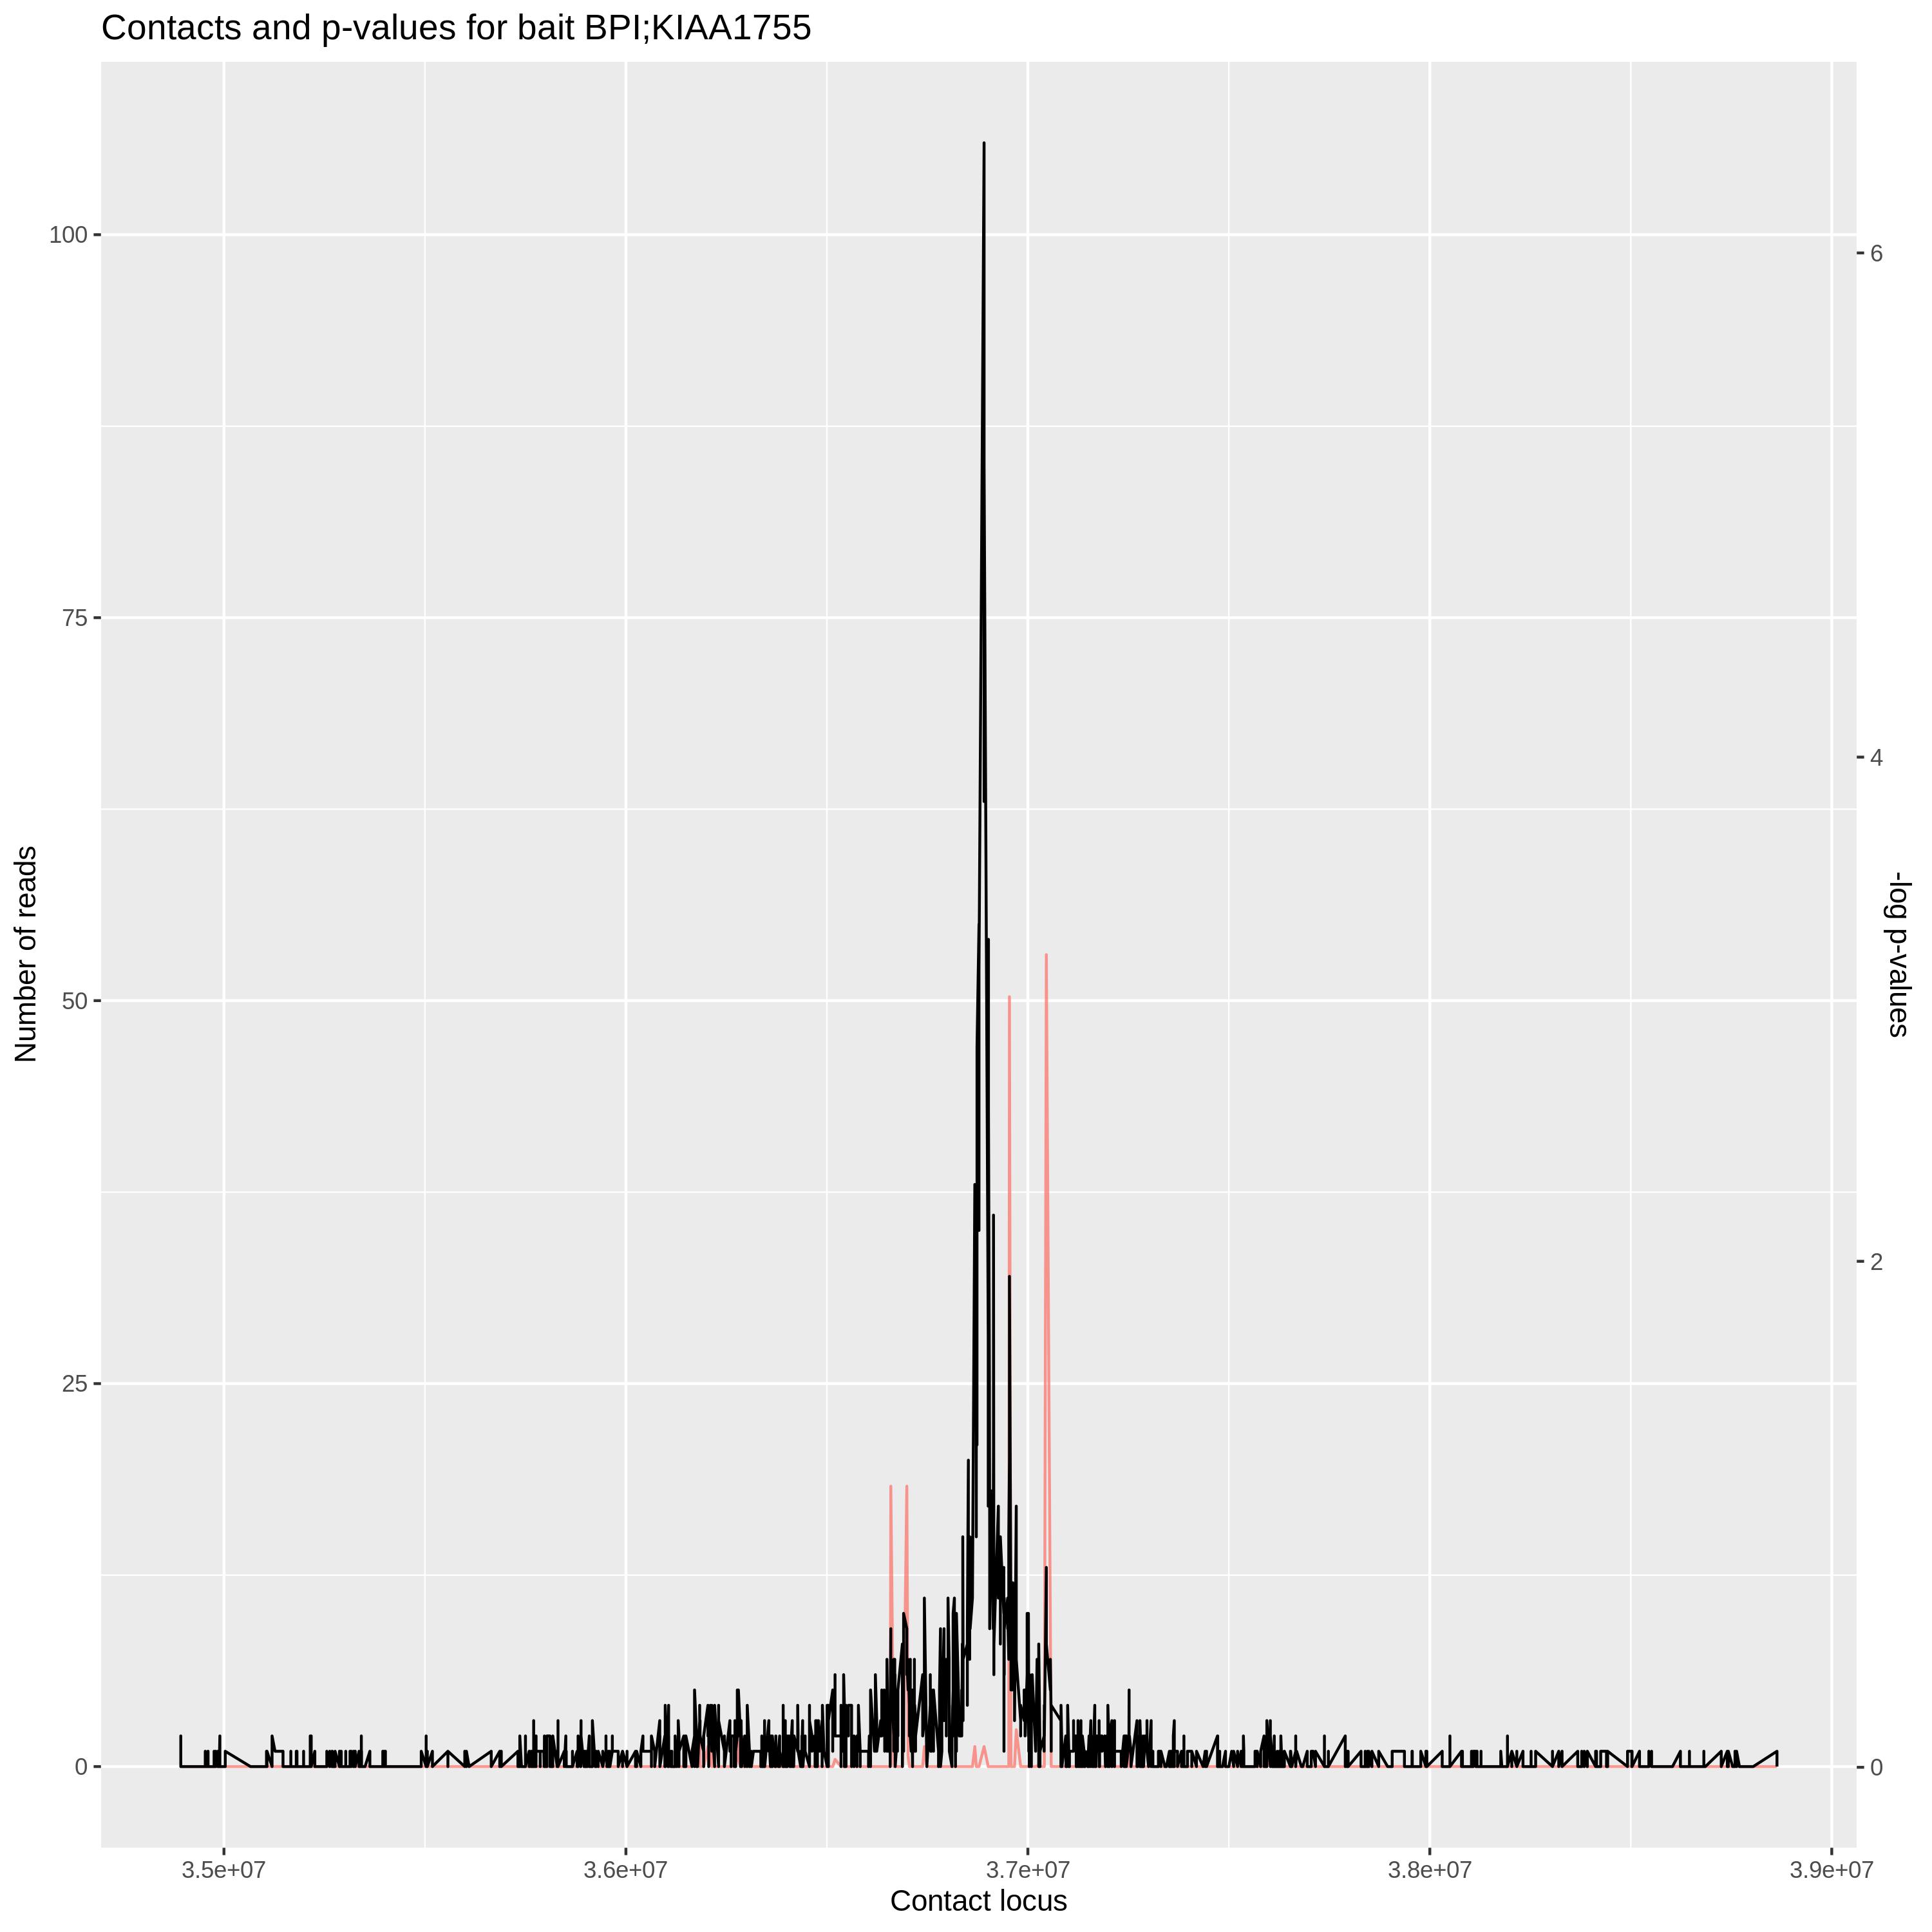 Contacts and p-values for bait BPI;KIAA1755
100
75
50
25
0
Number of reads
6
4
2
0
-log p-values
3.5e+07
3.6e+07
3.7e+07
3.8e+07
3.9e+07
Contact locus